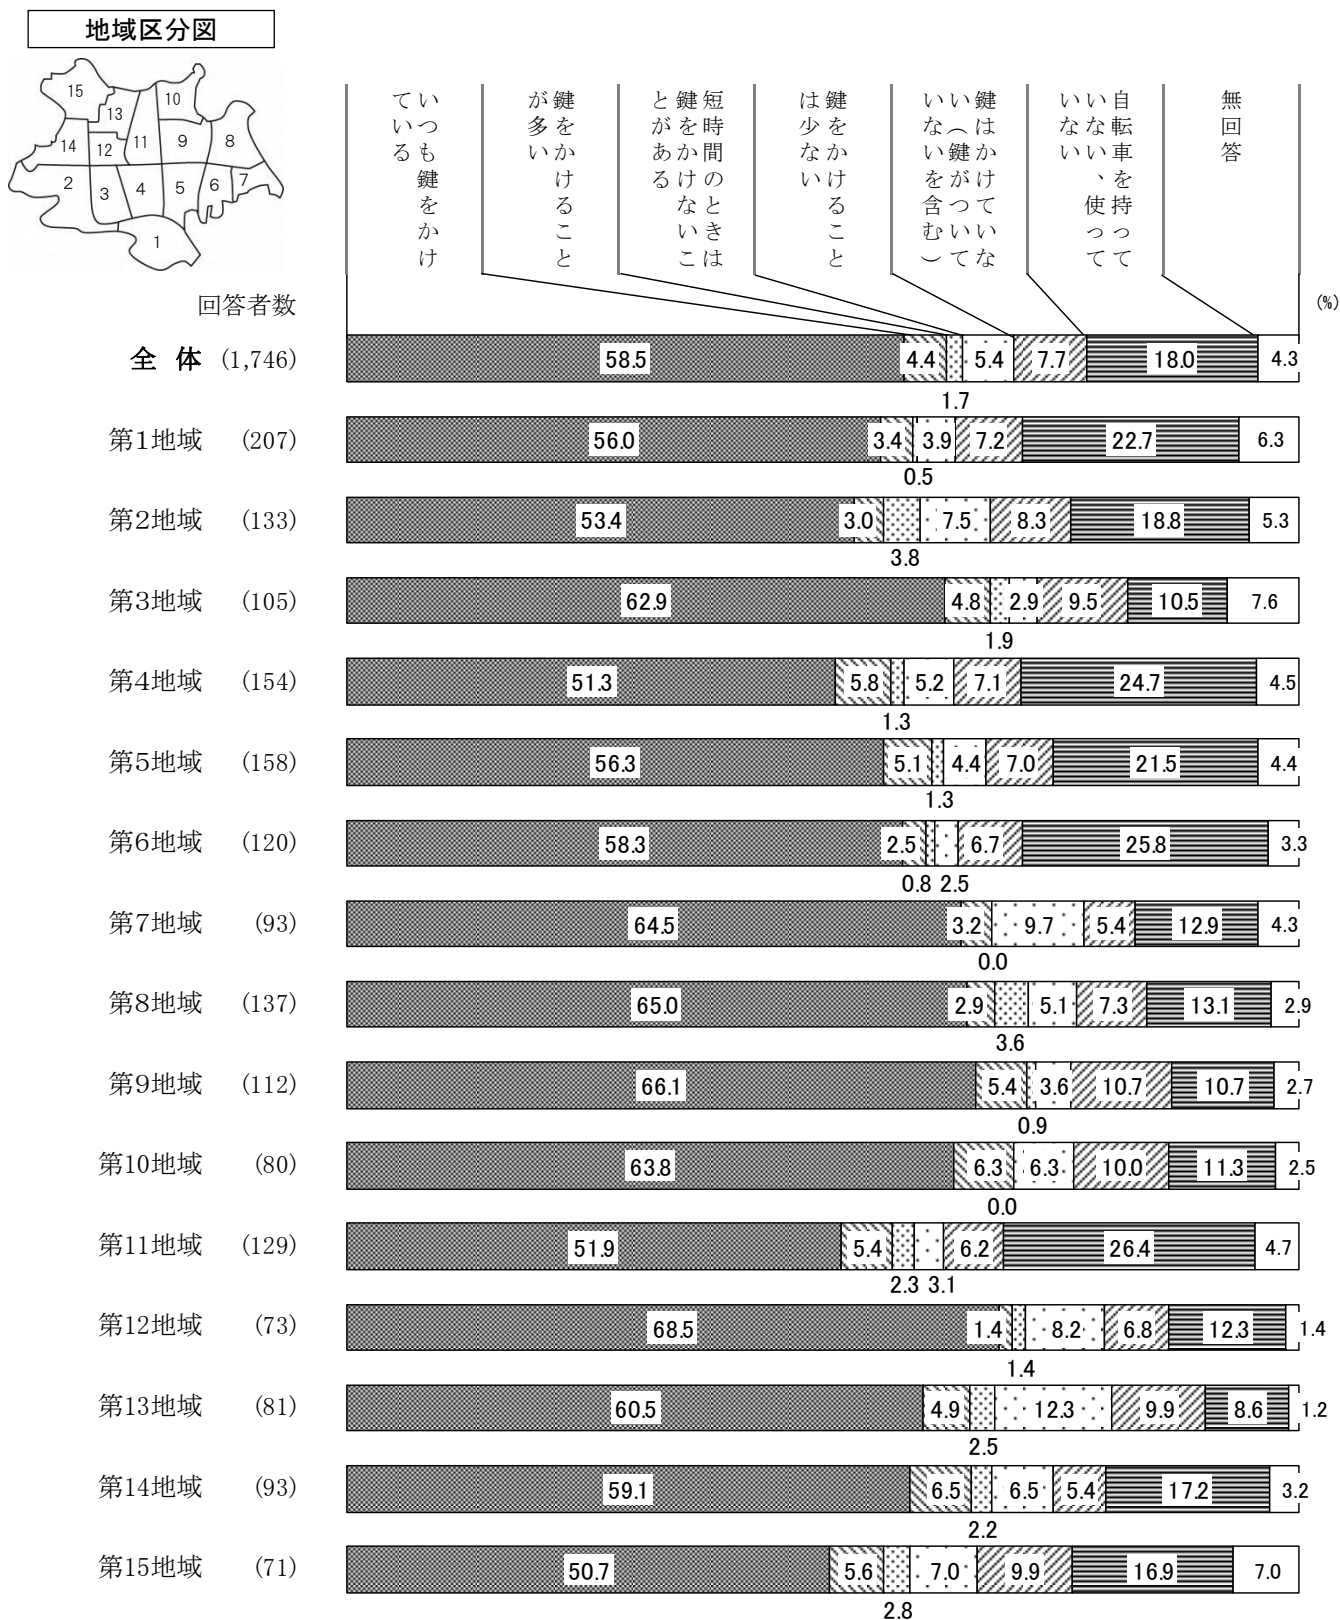 地域区分図
15
10
13
14
12
11
9
8
2
3
4
5
6
7
1
いつも鍵をかけ
ている
鍵をかけること
が多い
短時間のときは
鍵をかけないこ
とがある
鍵をかけること
は少ない
鍵はかけていな
い（鍵がついて
いないを含む）
自転車を持って
いない、使って
いない
無回答
回答者数
(%)
全 体 (1,746) 58.5 4.4 5.4 7.7 18.0 4.3
1.7
第1地域 (207) 56.0 3.4 3.9 7.2 22.7 6.3
0.5
第2地域 (133) 53.4 3.0 7.5 8.3 18.8 5.3
3.8
第3地域 (105) 62.9 4.8 2.9 9.5 10.5 7.6
1.9
第4地域 (154) 51.3 5.8 5.2 7.1 24.7 4.5
1.3
第5地域 (158) 56.3 5.1 4.4 7.0 21.5 4.4
1.3
第6地域 (120) 58.3 2.5 6.7 25.8 3.3
0.8 2.5
第7地域 (93) 64.5 3.2 9.7 5.4 12.9 4.3
0.0
第8地域 (137) 65.0 2.9 5.1 7.3 13.1 2.9
3.6
第9地域 (112) 66.1 5.4 3.6 10.7 10.7 2.7
0.9
第10地域 (80) 63.8 6.3 6.3 10.0 11.3 2.5
0.0
第11地域 (129) 51.9 5.4 6.2 26.4 4.7
2.3 3.1
第12地域 (73) 68.5 1.4 8.2 6.8 12.3 1.4
1.4
第13地域 (81) 60.5 4.9 12.3 9.9 8.6 1.2
2.5
第14地域 (93) 59.1 6.5 6.5 5.4 17.2 3.2
2.2
第15地域 (71) 50.7 5.6 7.0 9.9 16.9 7.0
2.8